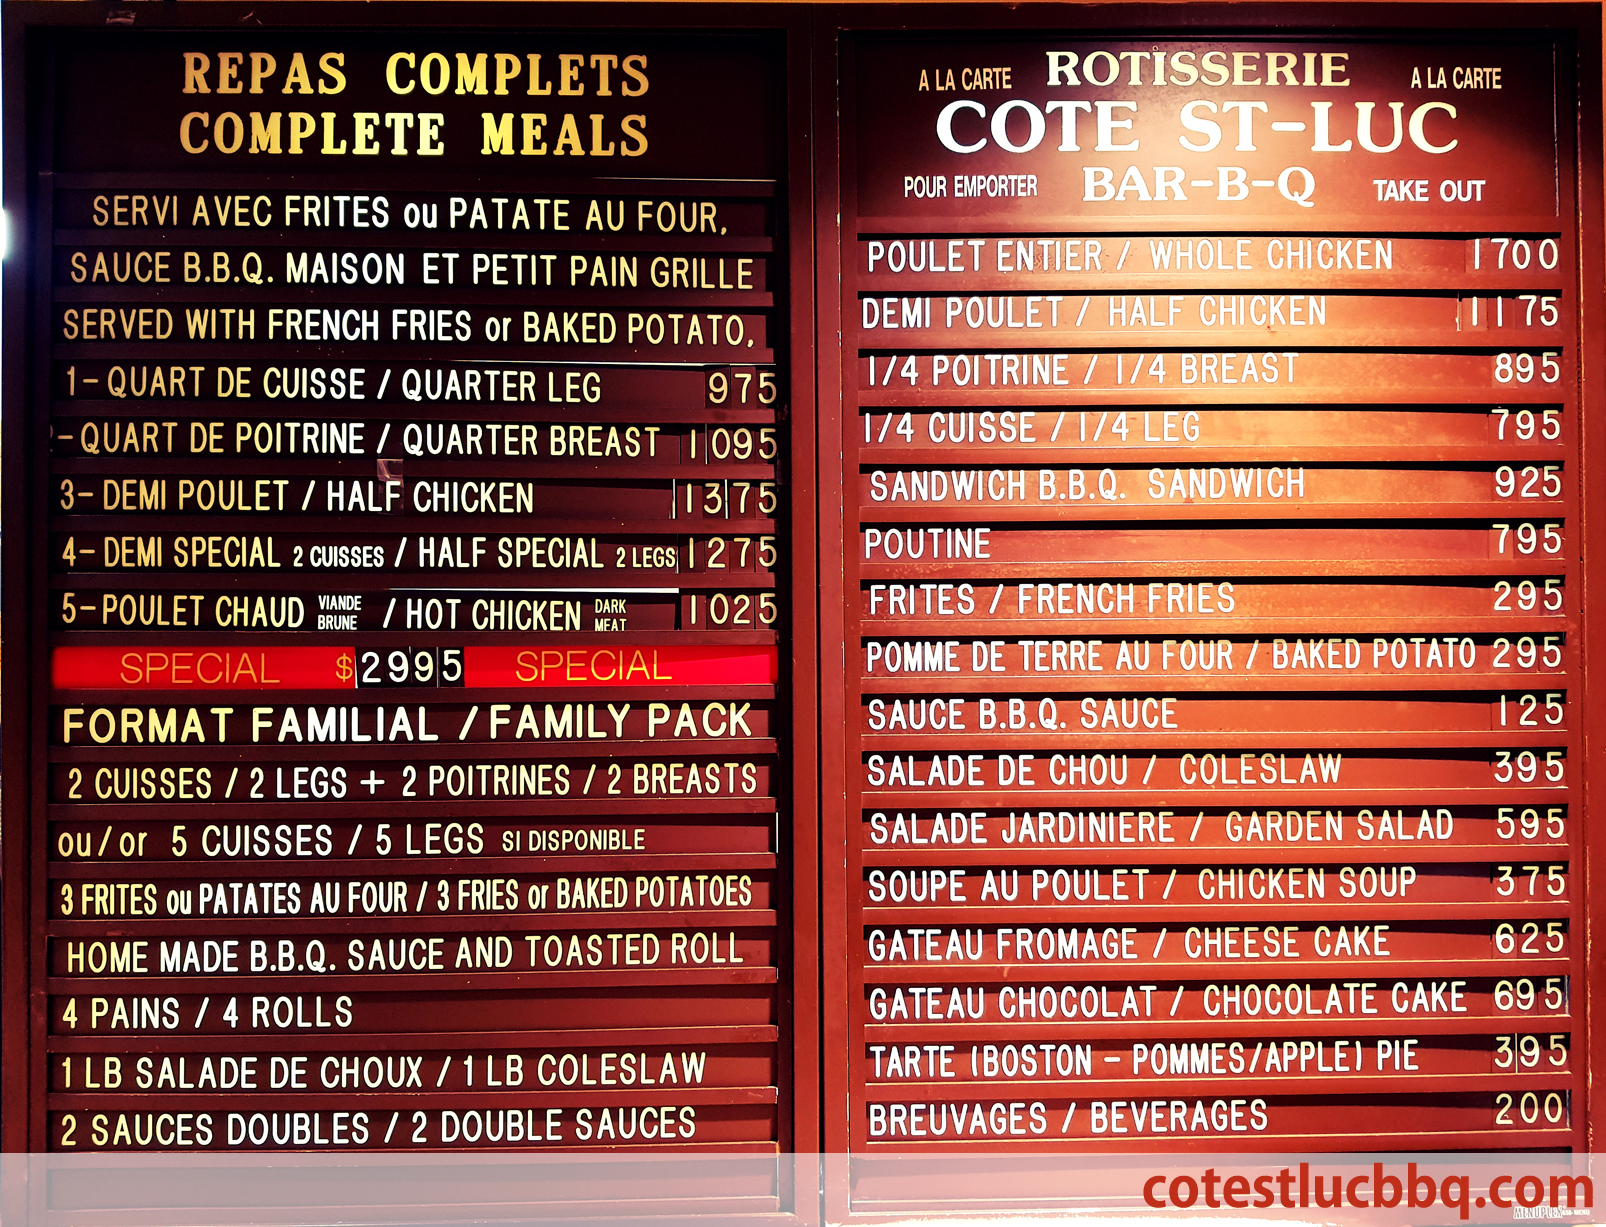 REPAS COMPLETS
COMPLETE MEALS
SERVI AVEC FRITES ou PATATE AU FOUR,
SAUCE B.B.Q. MAISON ET PETIT PAIN GRILLE
SERVED WITH FRENCH FRIES or BAKED POTATO,
1- QUART DE CUISSE / QUARTER LEG 975
-QUART DE POITRINE / QUARTER BREAST 1095
3- DEMI POULET / HALF CHICKEN 1375
4- DEMI SPECIAL 2 CUISSES / HALF SPECIAL 2 LEGS 1275
5-POULET CHAUD VIANDE BRUNE / HOT CHICKEN DARK MEAT 1025
SPECIAL $2995 SPECIAL
FORMAT FAMILIAL / FAMILY PACK
2 CUISSES / 2 LEGS + 2 POITRINES / 2 BREASTS
ou/or 5 CUISSES / 5 LEGS SI DISPONIBLE
3 FRITES ou PATATES AU FOUR / 3 FRIES or BAKED POTATOES
HOME MADE B.B.Q. SAUCE AND TOASTED ROLL
4 PAINS / 4 ROLLS
1 LB SALADE DE CHOUX / 1 LB COLESLAW
2 SAUCES DOUBLES / 2 DOUBLE SAUCES
A LA CARTE ROTISSERIE A LA CARTE
COTE ST-LUC
POUR EMPORTER BAR-B-Q TAKE OUT
POULET ENTIER / WHOLE CHICKEN 1700
DEMI POULET / HALF CHICKEN 1175
1/4 POITRINE / 1/4 BREAST 895
1/4 CUISSE / 1/4 LEG 795
SANDWICH B.B.Q. SANDWICH 925
POUTINE 795
FRITES / FRENCH FRIES 295
POMME DE TERRE AU FOUR / BAKED POTATO 295
SAUCE B.B.Q. SAUCE 125
SALADE DE CHOU / COLESLAW 395
SALADE JARDINIERE / GARDEN SALAD 595
SOUPE AU POULET / CHICKEN SOUP 375
GATEAU FROMAGE / CHEESE CAKE 625
GATEAU CHOCOLAT / CHOCOLATE CAKE 695
TARTE (BOSTON - POMMES/APPLE) PIE 395
BREUVAGES / BEVERAGES 200
cotestlucbbq.com
MENUPLEX